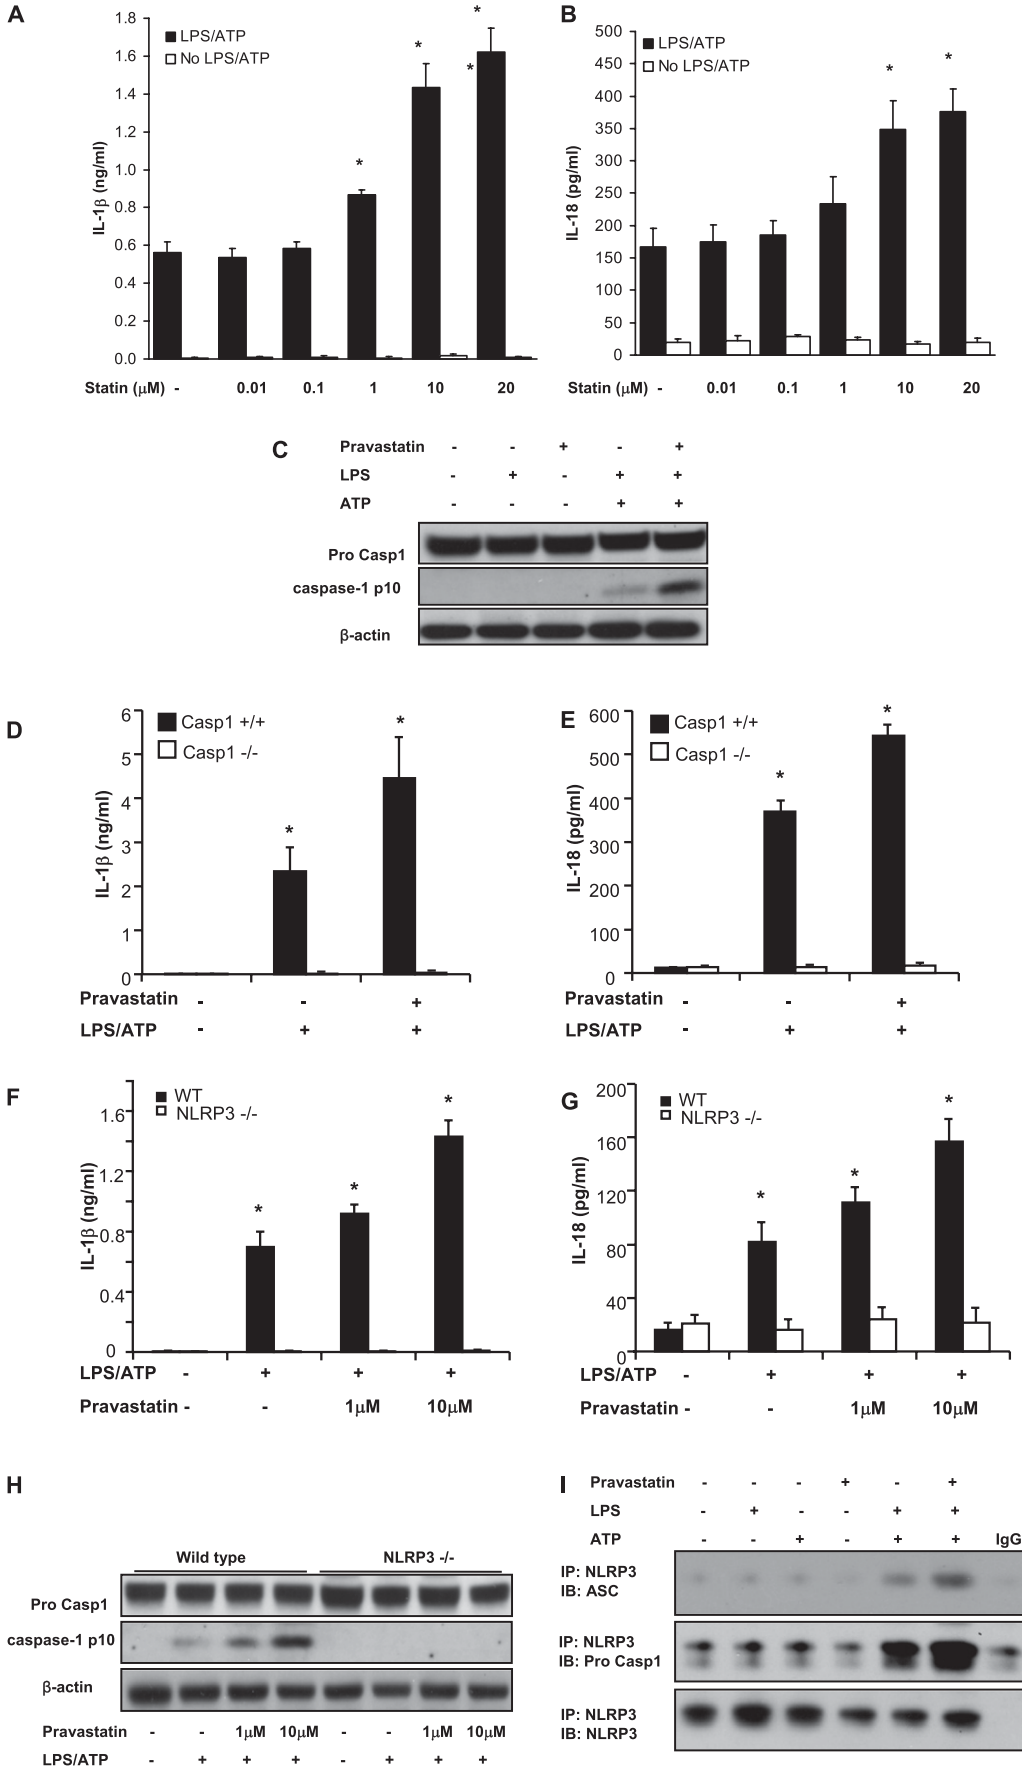 A
IL-1β (ng/ml)
1.8
1.6
1.4
1.2
1.0
0.8
0.6
0.4
0.2
0.0
LPS/ATP
No LPS/ATP
* * * *
Statin (μM) - 0.01 0.1 1 10 20
B
IL-18 (pg/ml)
500
450
400
350
300
250
200
150
100
50
0
LPS/ATP
No LPS/ATP
* *
Statin (μM) - 0.01 0.1 1 10 20
C
Pravastatin - - + - +
LPS - + - + +
ATP - - - + +
Pro Casp1
caspase-1 p10
β-actin
D
IL-1β (ng/ml)
6
5
4
3
2
1
0
Casp1 +/+
Casp1 -/-
* *
Pravastatin - - +
LPS/ATP - + +
E
IL-18 (pg/ml)
600
500
400
300
200
100
0
Casp1 +/+
Casp1 -/-
* *
Pravastatin - - +
LPS/ATP - + +
F
IL-1β (ng/ml)
1.6
1.2
0.8
0.4
0
WT
NLRP3 -/-
* * *
LPS/ATP - + + +
Pravastatin - - 1μM 10μM
G
IL-18 (pg/ml)
200
160
120
80
40
0
WT
NLRP3 -/-
* * *
LPS/ATP - + + +
Pravastatin - - 1μM 10μM
H
Wild type NLRP3 -/-
Pro Casp1
caspase-1 p10
β-actin
Pravastatin - - 1μM 10μM - - 1μM 10μM
LPS/ATP - + + + - + + +
I
Pravastatin - - - + - +
LPS - + - - + +
ATP - - + - + + IgG
IP: NLRP3
IB: ASC
IP: NLRP3
IB: Pro Casp1
IP: NLRP3
IB: NLRP3